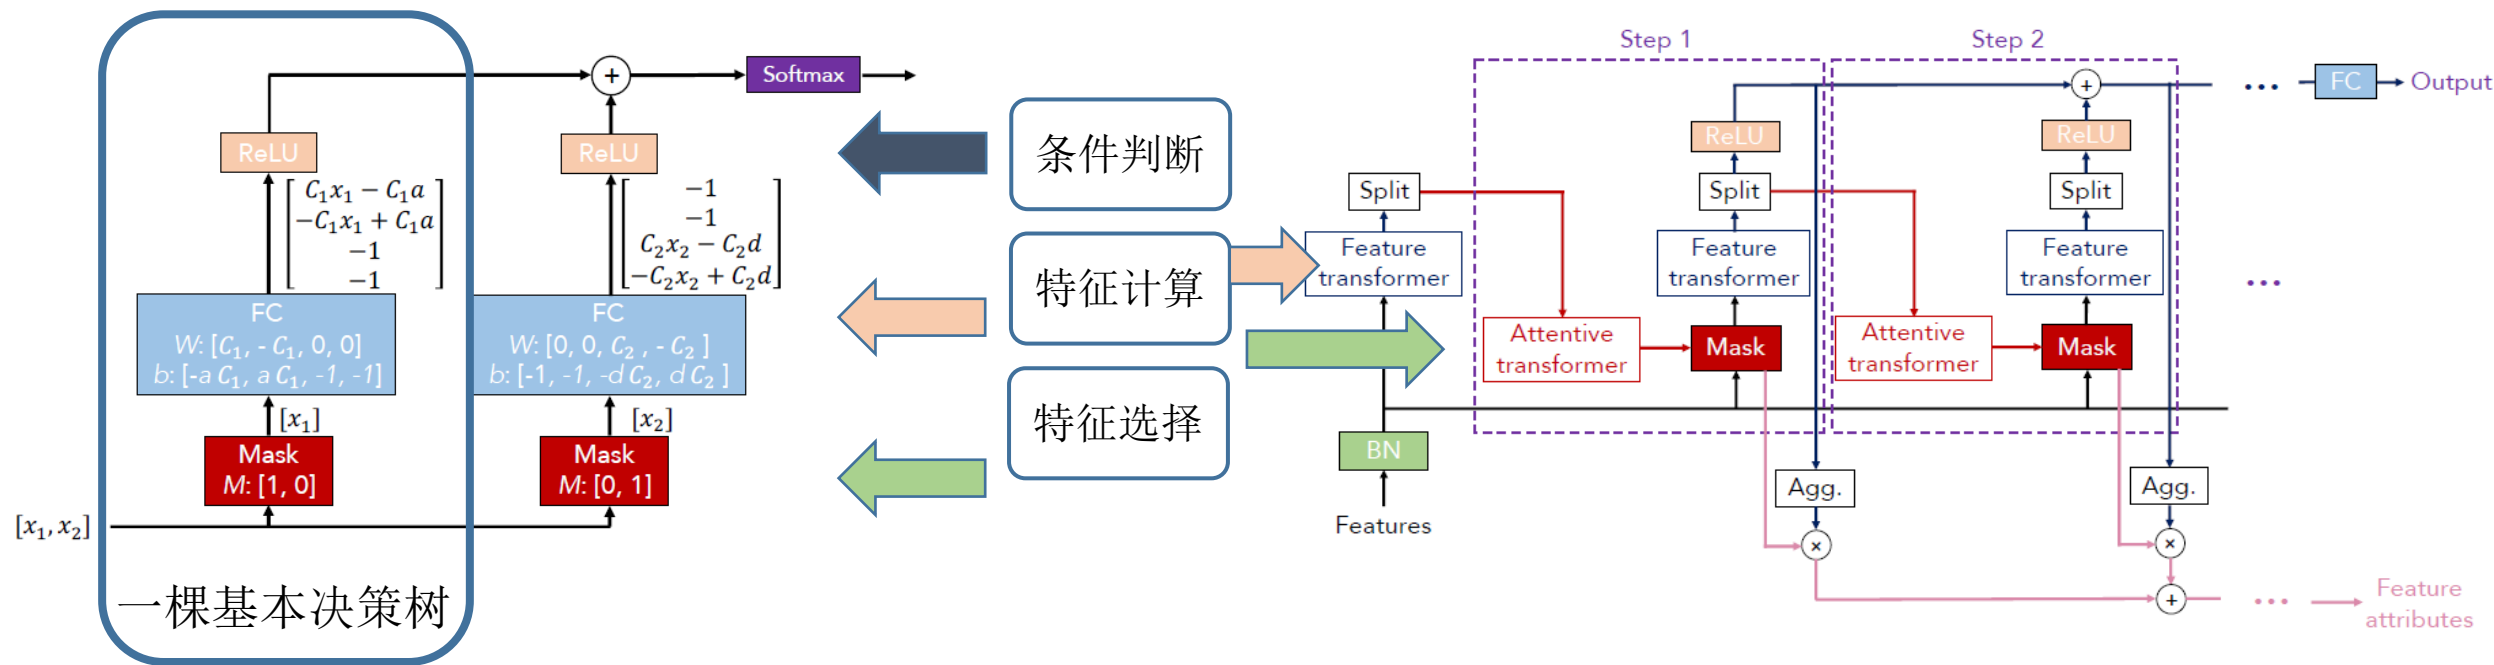 Softmax
ReLU
ReLU
C₁x₁ − C₁a
−C₁x₁ + C₁a
−1
−1
−1
−1
C₂x₂ − C₂d
−C₂x₂ + C₂d
FC
W: [C₁, - C₁, 0, 0]
b: [-a C₁, a C₁, -1, -1]
FC
W: [0, 0, C₂ , - C₂ ]
b: [-1, -1, -d C₂, d C₂ ]
[x₁]
[x₂]
Mask
M: [1, 0]
Mask
M: [0, 1]
[x₁, x₂]
一棵基本决策树
条件判断
特征计算
特征选择
Step 1
Step 2
ReLU
ReLU
... FC Output
Split
Split
Split
Feature
transformer
Feature
transformer
Feature
transformer
...
Attentive
transformer
Mask
Attentive
transformer
Mask
BN
Features
Agg.
Agg.
...
Feature
attributes